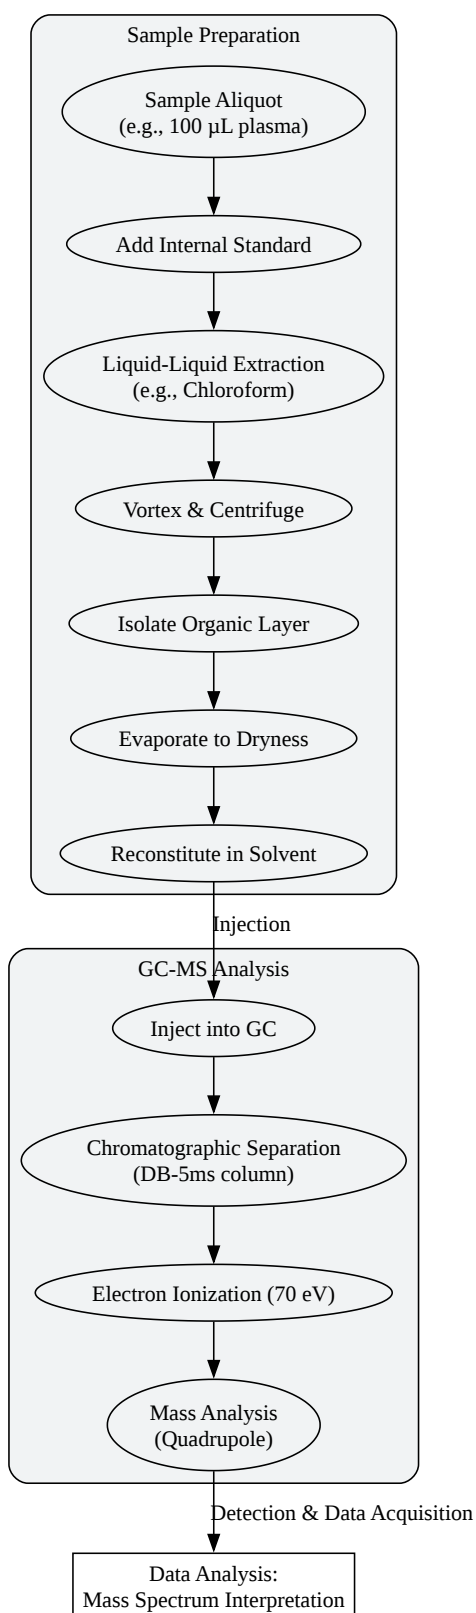 Sample Preparation
Sample Aliquot
(e.g., 100 µL plasma)
Add Internal Standard
Liquid-Liquid Extraction
(e.g., Chloroform)
Vortex & Centrifuge
Isolate Organic Layer
Evaporate to Dryness
Reconstitute in Solvent
Injection
GC-MS Analysis
Inject into GC
Chromatographic Separation
(DB-5ms column)
Electron Ionization (70 eV)
Mass Analysis
(Quadrupole)
Detection & Data Acquisition
Data Analysis:
Mass Spectrum Interpretation